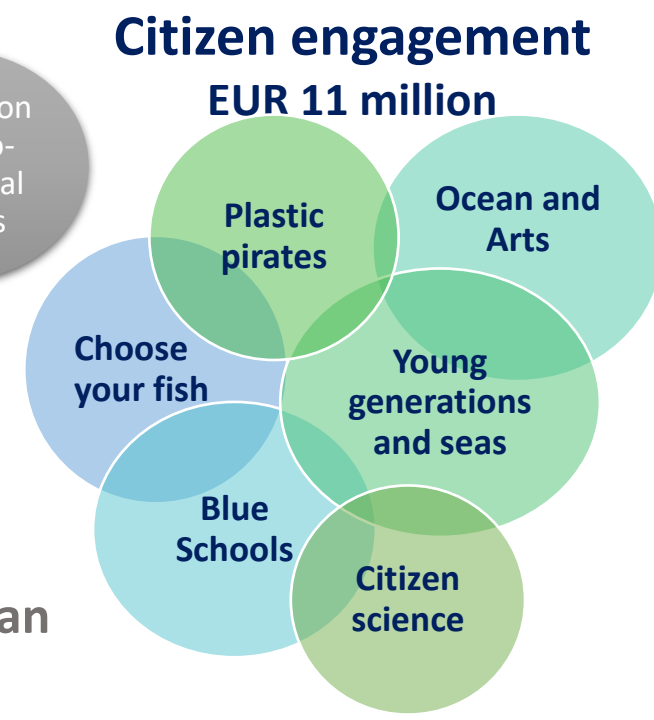 Citizen engagement
EUR 11 million
Plastic
pirates
Ocean and
Arts
Choose
your fish
Young
generations
and seas
Blue
Schools
Citizen
science